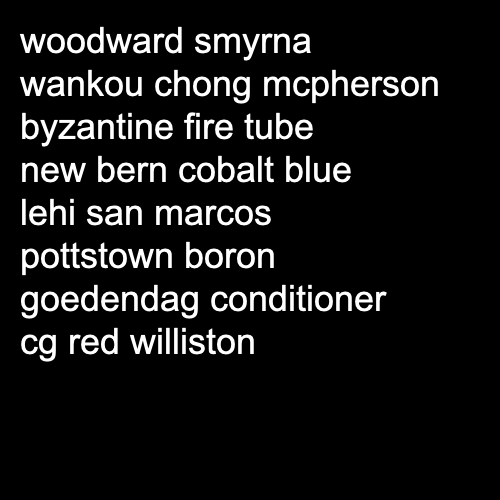 woodward smyrna
wankou chong mcpherson
byzantine fire tube
new bern cobalt blue
lehi san marcos
pottstown boron
goedendag conditioner
cg red williston